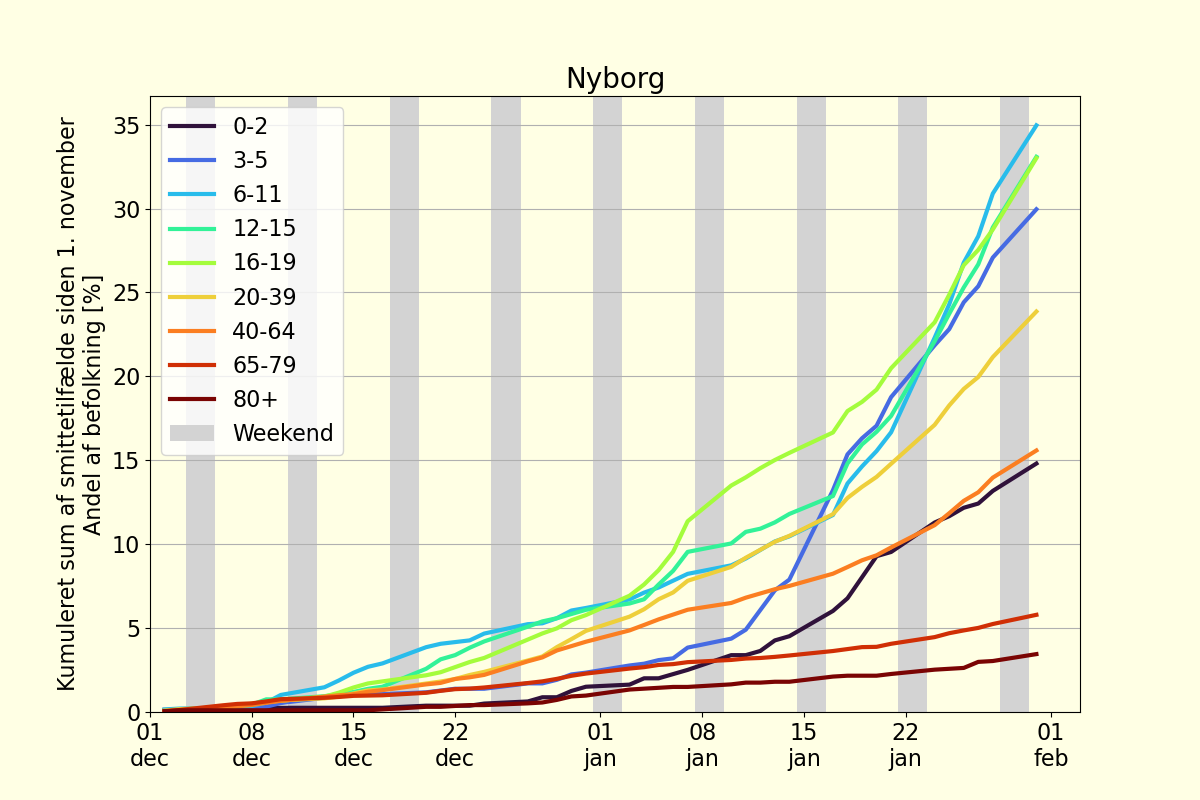 Nyborg
Kumuleret sum af smittetilfælde siden 1. november
Andel af befolkning [%]
35
30
25
20
15
10
5
0
0-2
3-5
6-11
12-15
16-19
20-39
40-64
65-79
80+
Weekend
01 08 15 22 01 08 15 22 01
dec dec dec dec jan jan jan jan feb